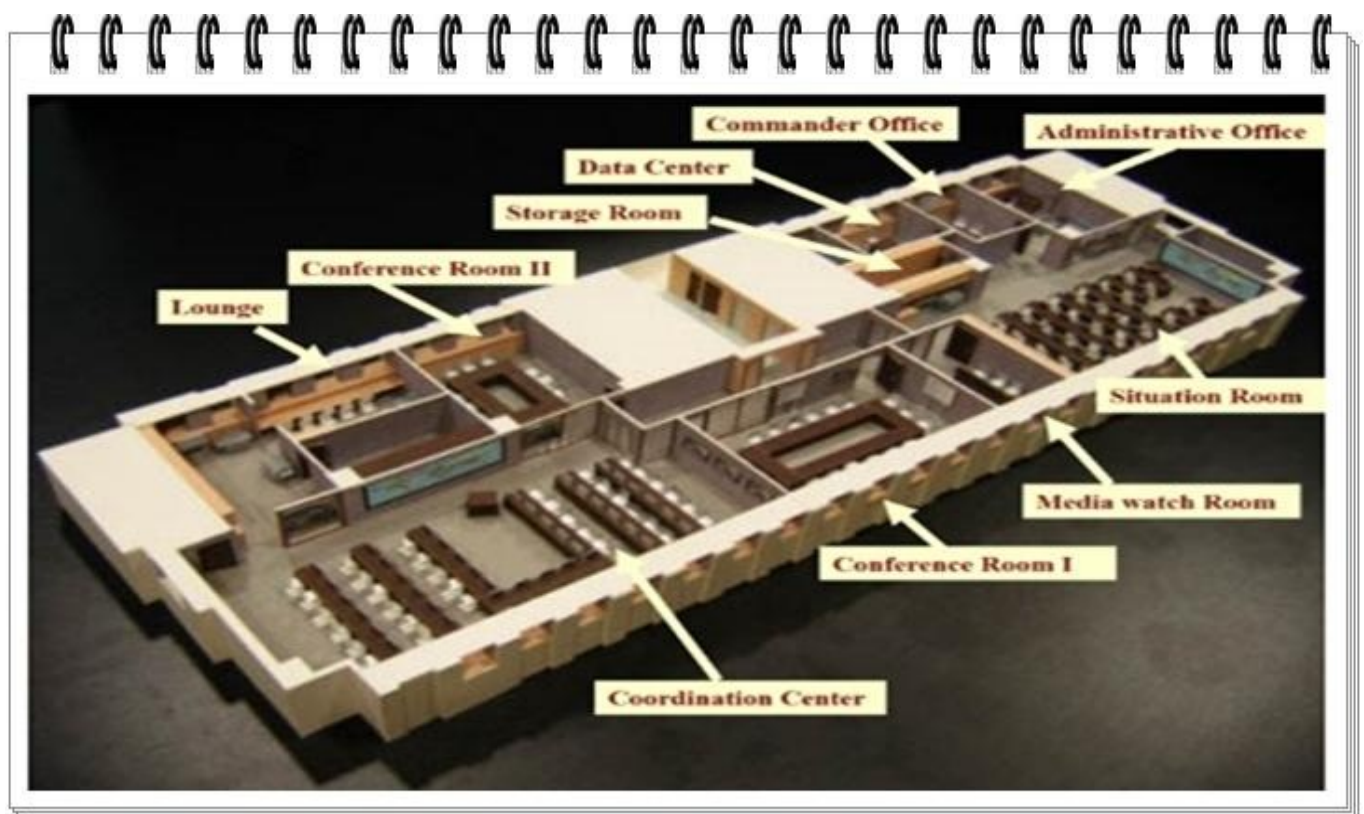 Commander Office
Administrative Office
Data Center
Storage Room
Conference Room II
Lounge
Situation Room
Media watch Room
Conference Room I
Coordination Center